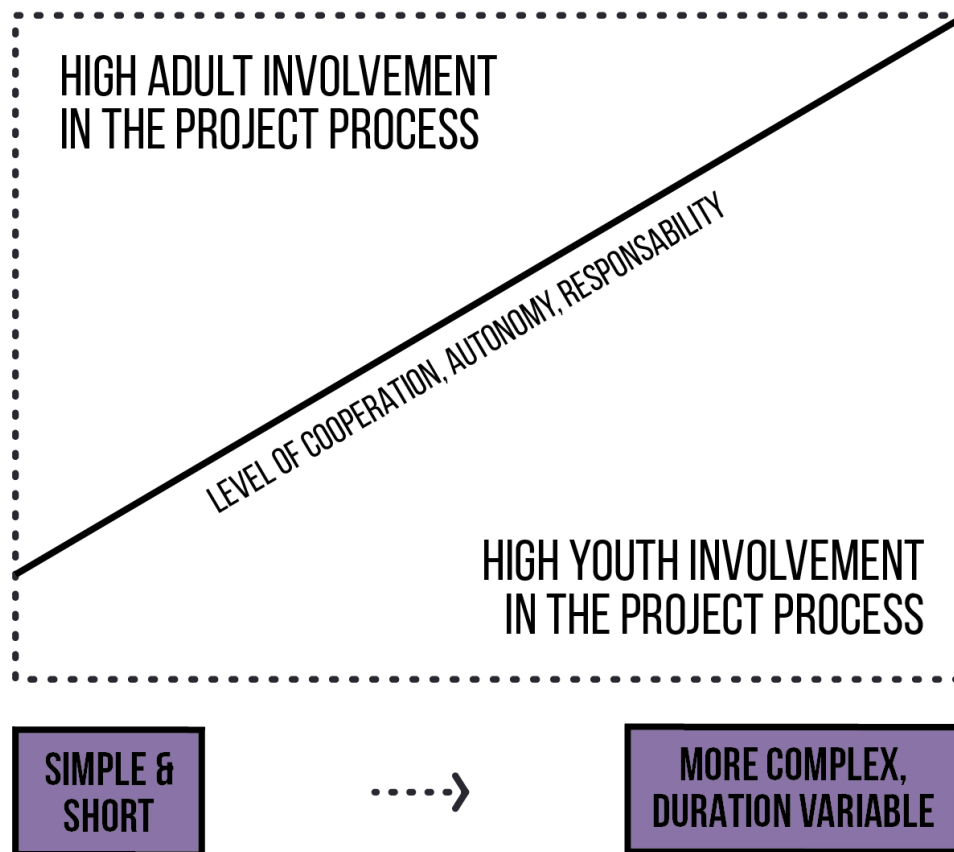 HIGH ADULT INVOLVEMENT
IN THE PROJECT PROCESS
LEVEL OF COOPERATION, AUTONOMY, RESPONSABILITY
HIGH YOUTH INVOLVEMENT
IN THE PROJECT PROCESS
SIMPLE &
SHORT
MORE COMPLEX,
DURATION VARIABLE